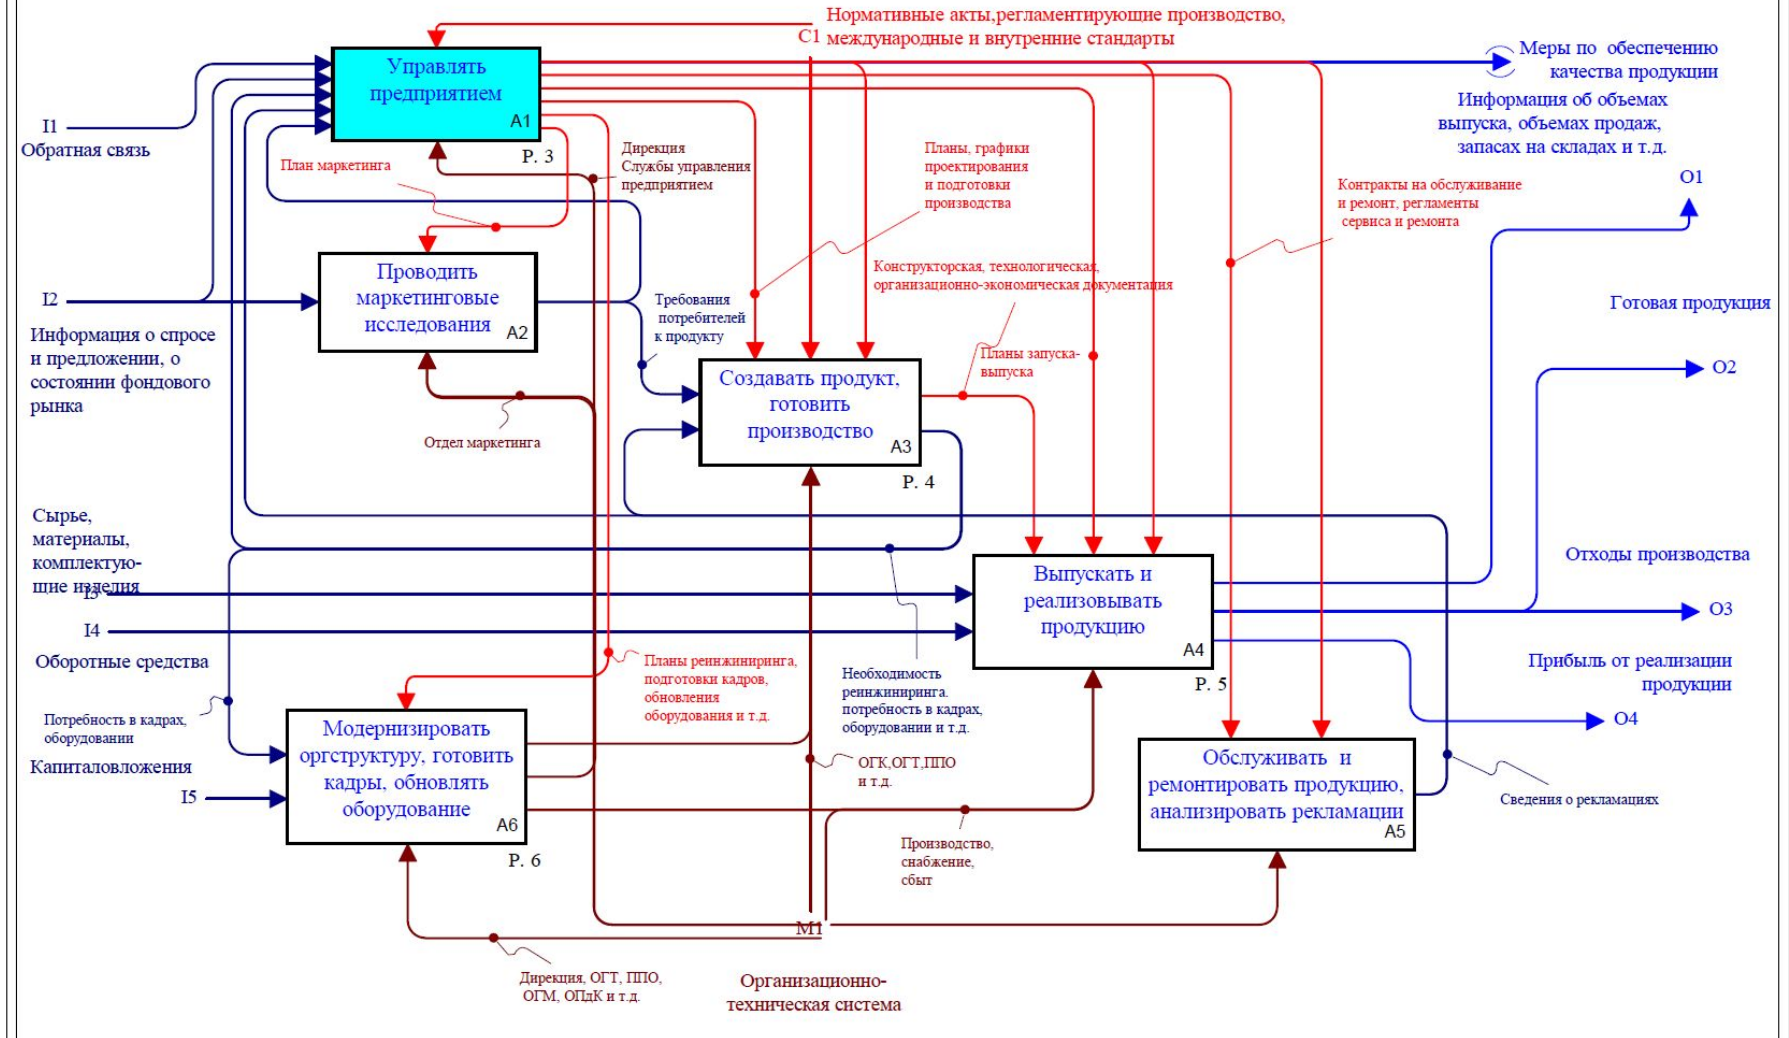 Нормативные акты,регламентирующие производство,
C1 международные и внутренние стандарты
Управлять
предприятием
A1
P. 3
Меры по обеспечению
качества продукции
Информация об объемах
выпуска, объемах продаж,
запасах на складах и т.д.
O1
I1
Обратная связь
План маркетинга
Дирекция
Службы управления
предприятием
Планы, графики
проектирования
и подготовки
производства
Контракты на обслуживание
и ремонт, регламенты
сервиса и ремонта
I2
Проводить
маркетинговые
исследования
A2
Требования
потребителей
к продукту
Конструкторская, технологическая,
организационно-экономическая документация
Готовая продукция
Информация о спросе
и предложении, о
состоянии фондового
рынка
Планы запуска-
выпуска
O2
Создавать продукт,
готовить
производство
A3
P. 4
Отдел маркетинга
Сырье,
материалы,
комплектую-
щие изделия
I3
I4
Оборотные средства
Отходы производства
Выпускать и
реализовывать
продукцию
A4
P. 5
O3
Прибыль от реализации
продукции
O4
Планы реинжиниринга,
подготовки кадров,
обновления
оборудования и т.д.
Необходимость
реинжиниринга.
потребность в кадрах,
оборудовании и т.д.
Потребность в кадрах,
оборудовании
Капиталовложения
I5
Модернизировать
оргструктуру, готовить
кадры, обновлять
оборудование
A6
P. 6
ОГК,ОГТ,ППО
и т.д.
Обслуживать и
ремонтировать продукцию,
анализировать рекламации
A5
Сведения о рекламациях
Производство,
снабжение,
сбыт
M1
Дирекция, ОГТ, ППО,
ОГМ, ОПдК и т.д.
Организационно-
техническая система